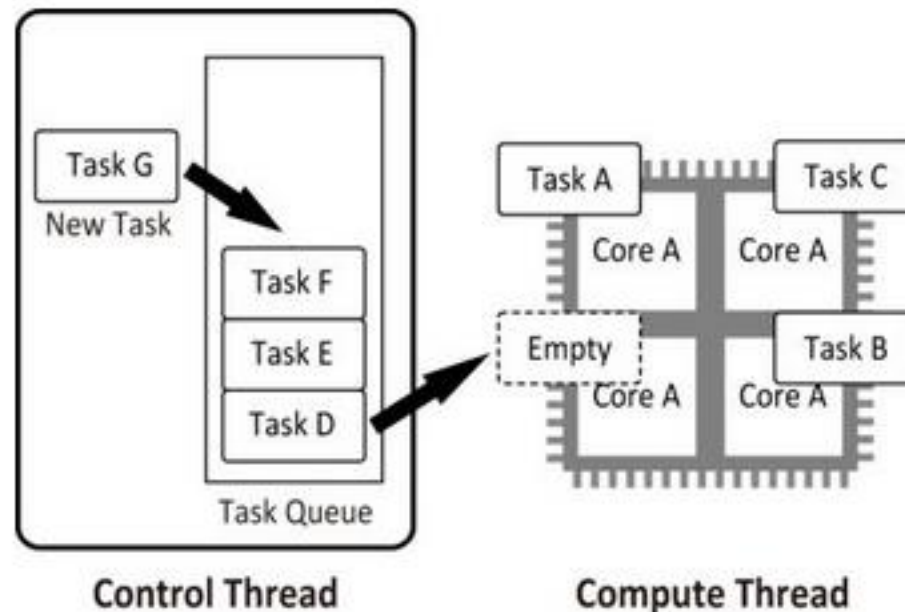 Task G
New Task
Task F
Task E
Task D
Task Queue
Control Thread
Task A
Task C
Core A
Core A
Empty
Task B
Core A
Core A
Compute Thread